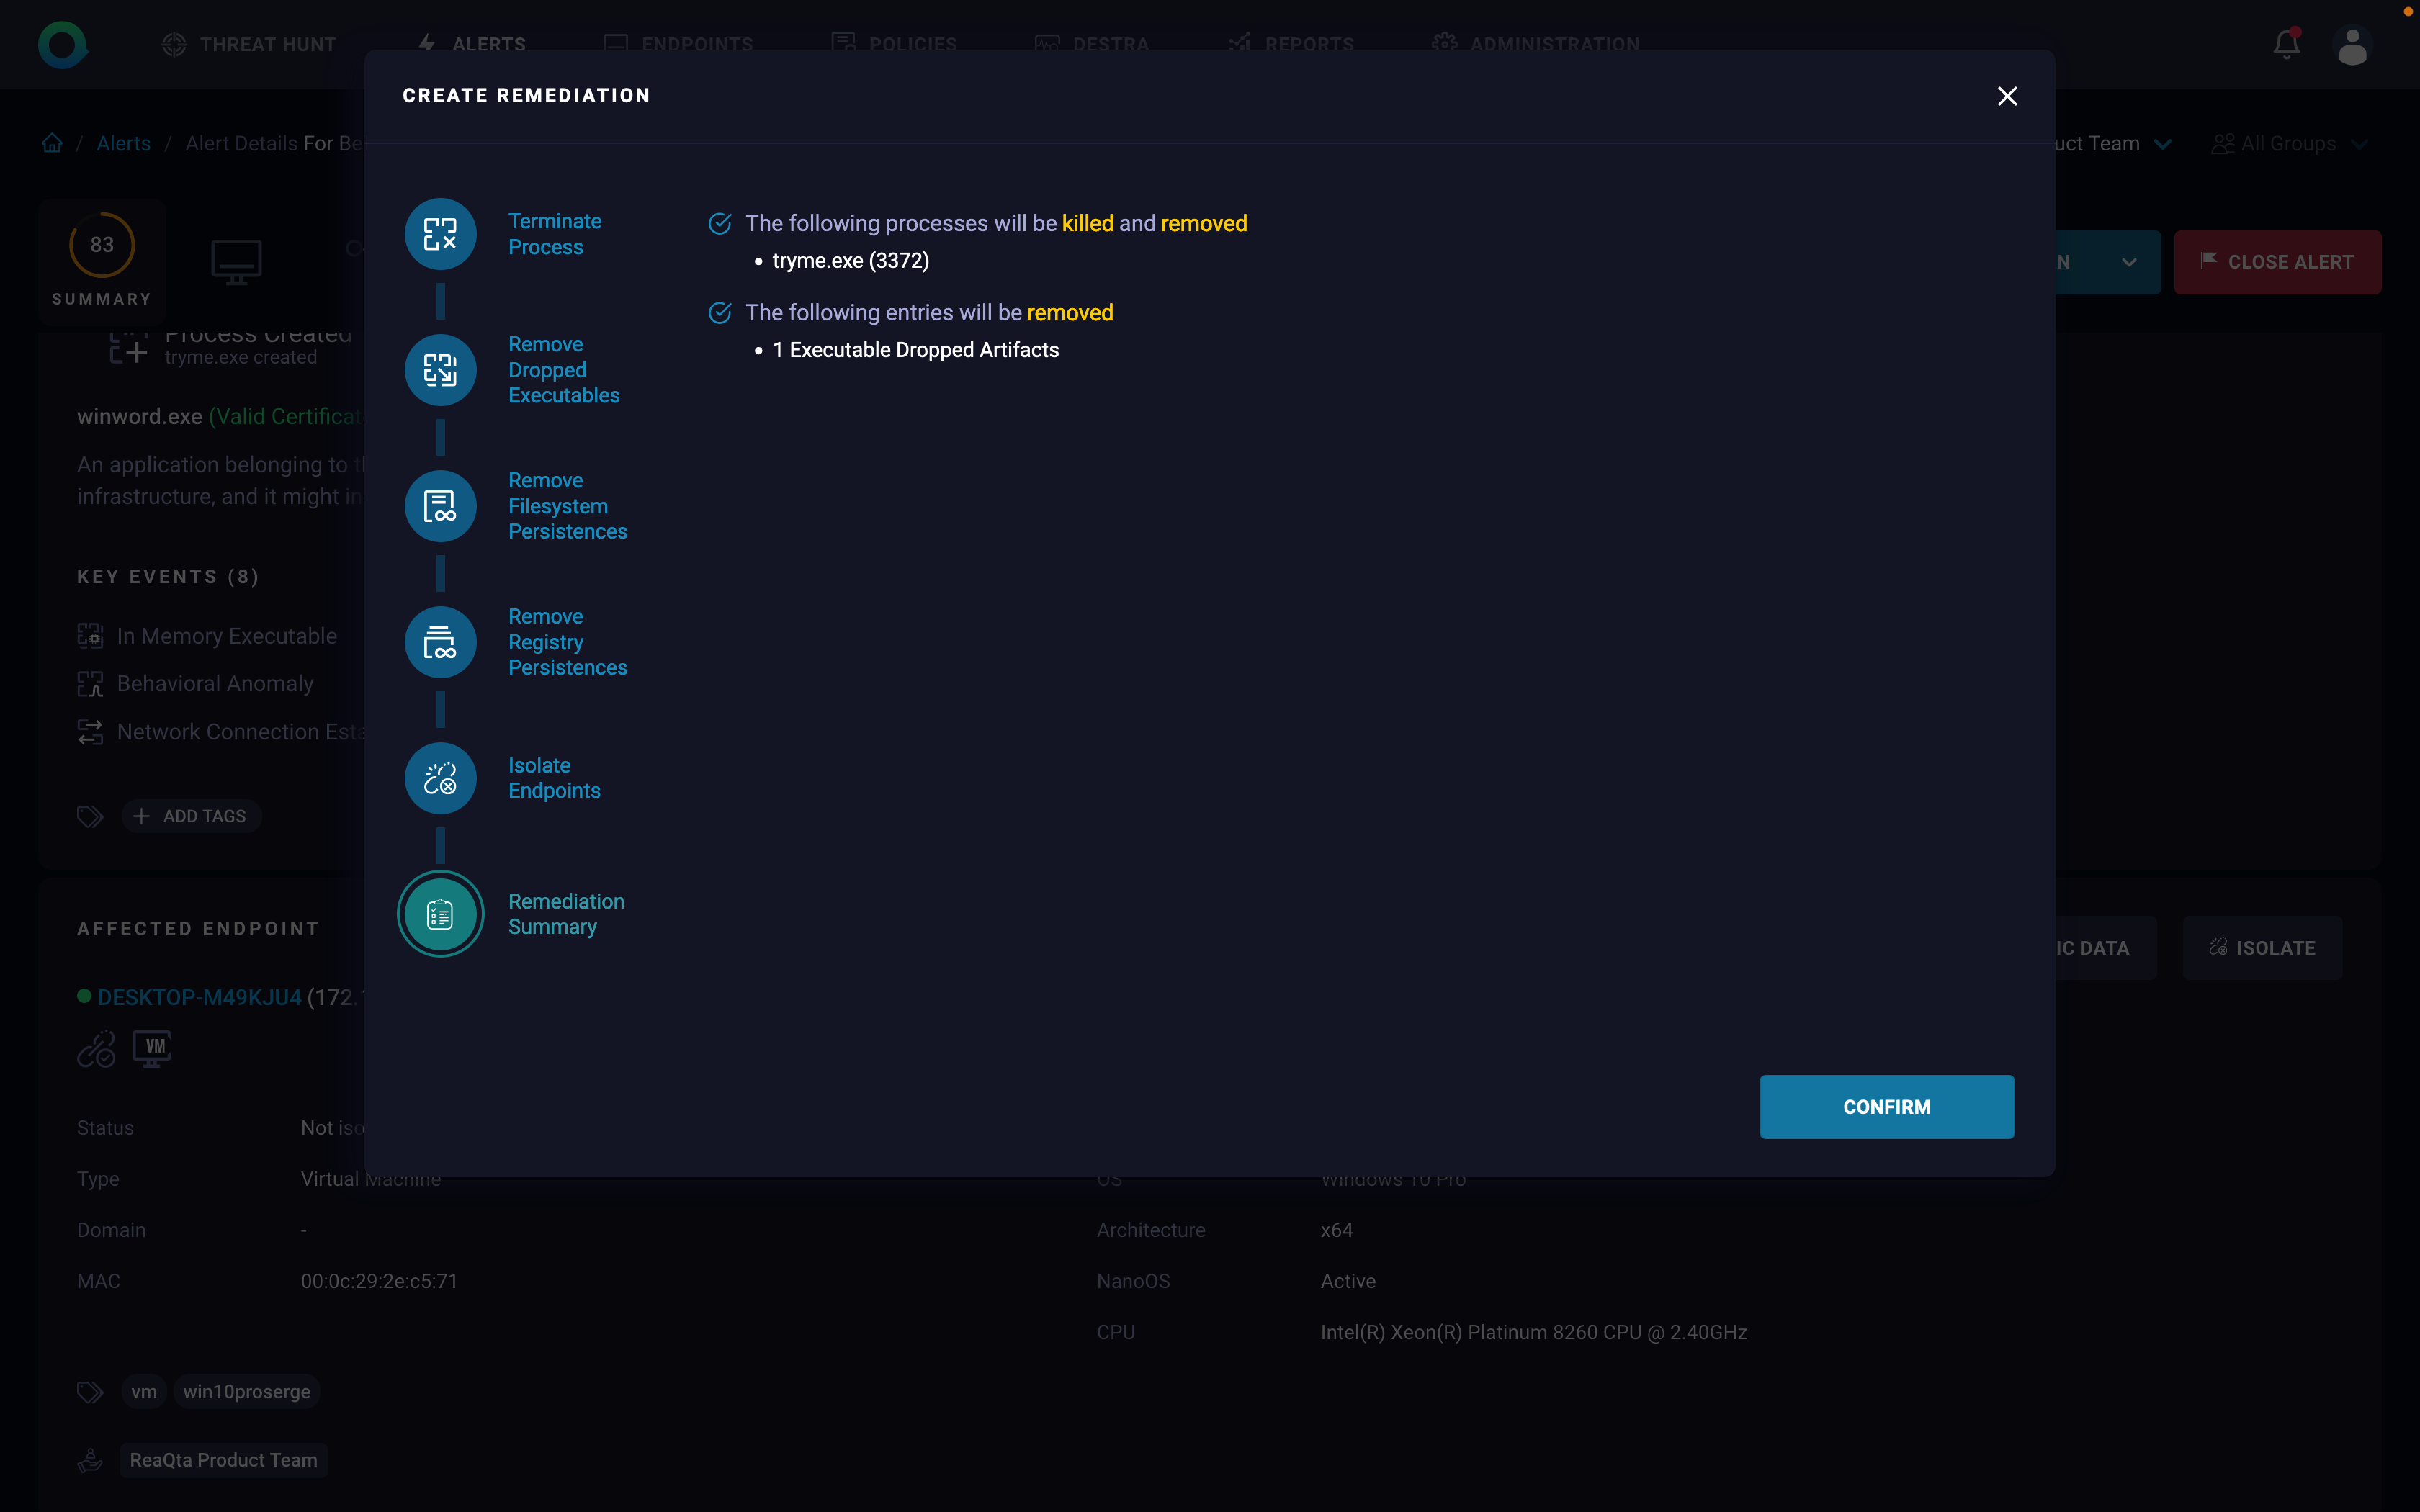 THREAT HUNT
ALERTS
ENDPOINTS
POLICIES
DESTRA
REPORTS
ADMINISTRATION
CREATE REMEDIATION
/ Alerts / Alert Details For Be
uct Team
All Groups
83
SUMMARY
N
CLOSE ALERT
Process Created
tryme.exe created
winword.exe (Valid Certificate
An application belonging to t
infrastructure, and it might in
KEY EVENTS (8)
In Memory Executable
Behavioral Anomaly
Network Connection Esta
ADD TAGS
Terminate
Process
Remove
Dropped
Executables
Remove
Filesystem
Persistences
Remove
Registry
Persistences
Isolate
Endpoints
Remediation
Summary
The following processes will be killed and removed
• tryme.exe (3372)
The following entries will be removed
• 1 Executable Dropped Artifacts
CONFIRM
AFFECTED ENDPOINT
IC DATA
ISOLATE
DESKTOP-M49KJU4 (172.1
VM
Status Not iso
Type Virtual Machine
OS Windows 10 Pro
Domain -
Architecture x64
MAC 00:0c:29:2e:c5:71
NanoOS Active
CPU Intel(R) Xeon(R) Platinum 8260 CPU @ 2.40GHz
vm win10proserge
ReaQta Product Team